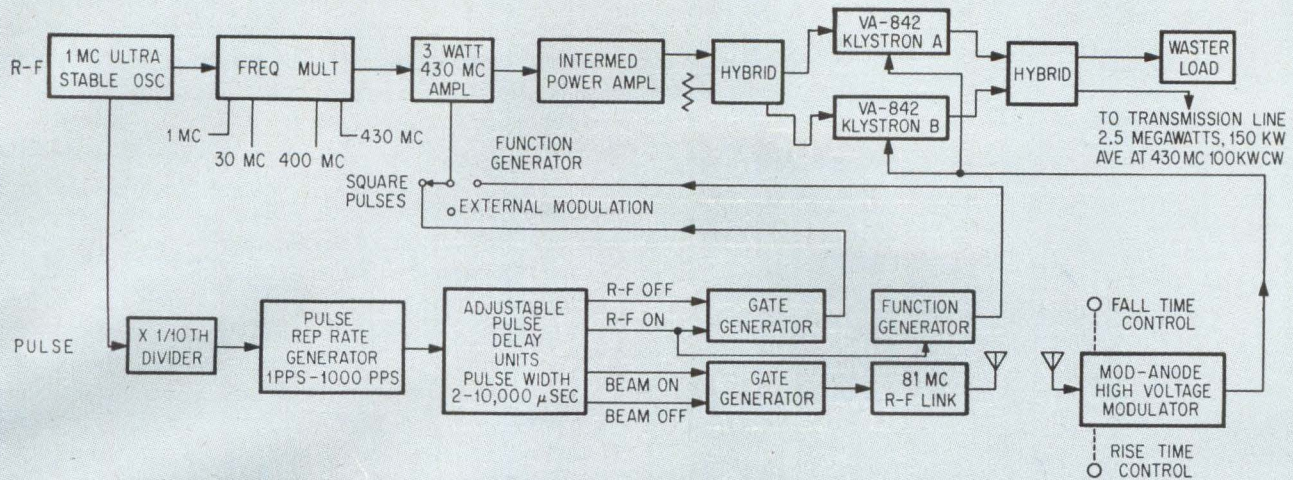 R-F
1 MC ULTRA
STABLE OSC
FREQ MULT
1 MC
30 MC
400 MC
430 MC
3 WATT
430 MC
AMPL
INTERMED
POWER AMPL
HYBRID
VA-842
KLYSTRON A
VA-842
KLYSTRON B
HYBRID
WASTER
LOAD
TO TRANSMISSION LINE
2.5 MEGAWATTS, 150 KW
AVE AT 430 MC 100KWCW
FUNCTION
GENERATOR
SQUARE
PULSES
EXTERNAL MODULATION
PULSE
X 1/10 TH
DIVIDER
PULSE
REP RATE
GENERATOR
1PPS-1000 PPS
ADJUSTABLE
PULSE
DELAY
UNITS
PULSE WIDTH
2-10,000 μSEC
R-F OFF
R-F ON
BEAM ON
BEAM OFF
GATE
GENERATOR
GATE
GENERATOR
FUNCTION
GENERATOR
81 MC
R-F LINK
FALL TIME
CONTROL
MOD-ANODE
HIGH VOLTAGE
MODULATOR
RISE TIME
CONTROL